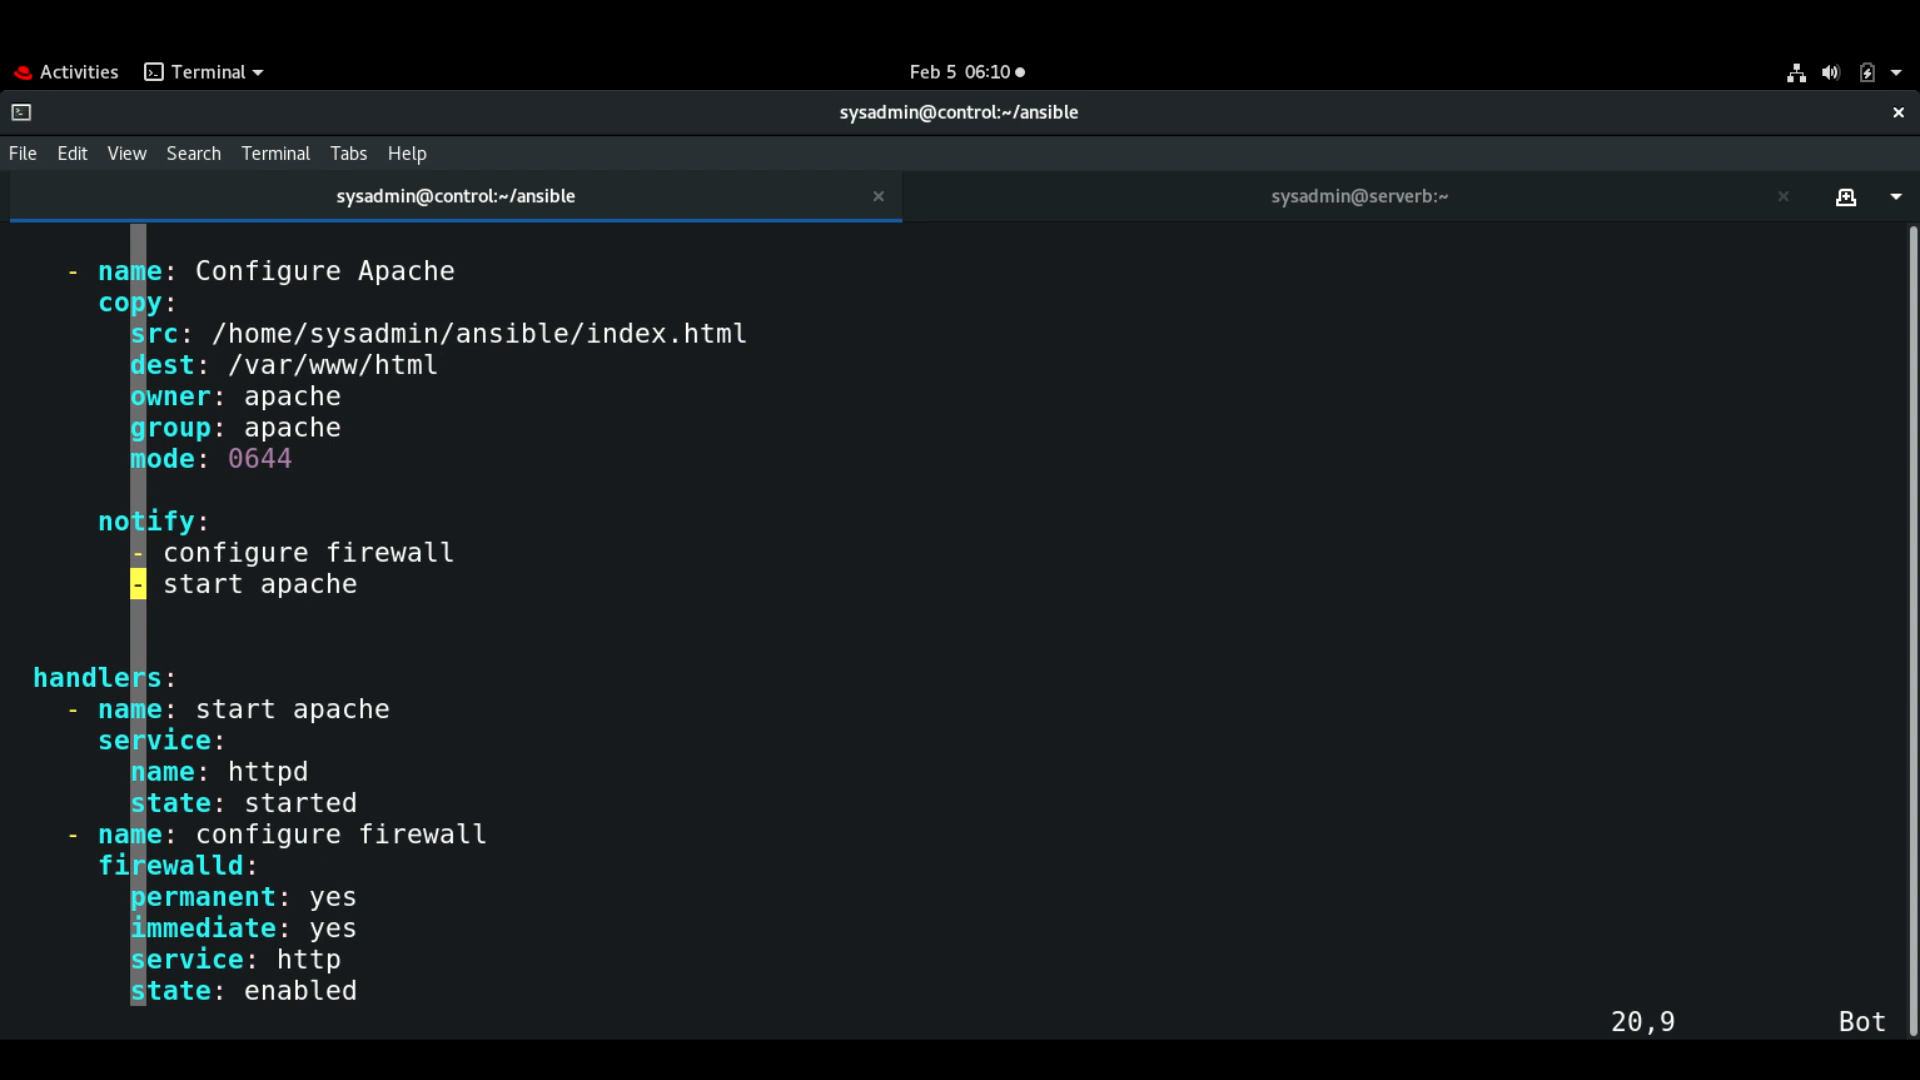 Activities Terminal Feb 5 06:10
sysadmin@control:~/ansible
File Edit View Search Terminal Tabs Help
sysadmin@control:~/ansible sysadmin@serverb:~
- name: Configure Apache
copy:
src: /home/sysadmin/ansible/index.html
dest: /var/www/html
owner: apache
group: apache
mode: 0644
notify:
- configure firewall
- start apache
handlers:
- name: start apache
service:
name: httpd
state: started
- name: configure firewall
firewalld:
permanent: yes
immediate: yes
service: http
state: enabled
20,9 Bot